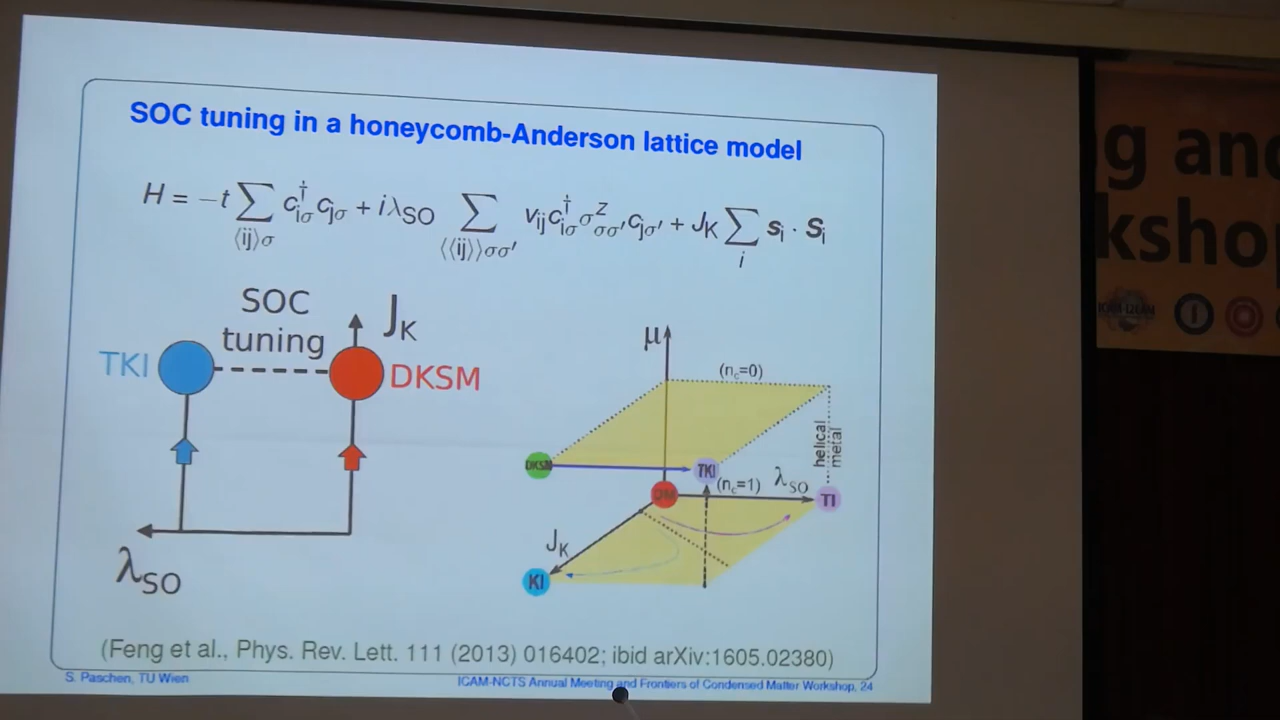 SOC tuning in a honeycomb-Anderson lattice model
H = −t ∑⟨ij⟩σ c†iσ cjσ + iλSO ∑⟨⟨ij⟩⟩σσ′ vij c†iσ σ^z σσ′ cjσ′ + JK ∑i si · Si
SOC
tuning
JK
TKI
DKSM
λSO
μ
(nc=0)
helical
metal
DKSM
TKI
(nc=1)
λSO
DM
TI
JK
KI
(Feng et al., Phys. Rev. Lett. 111 (2013) 016402; ibid arXiv:1605.02380)
S. Paschen, TU Wien
ICAM-NCTS Annual Meeting and Frontiers of Condensed Matter Workshop, 24